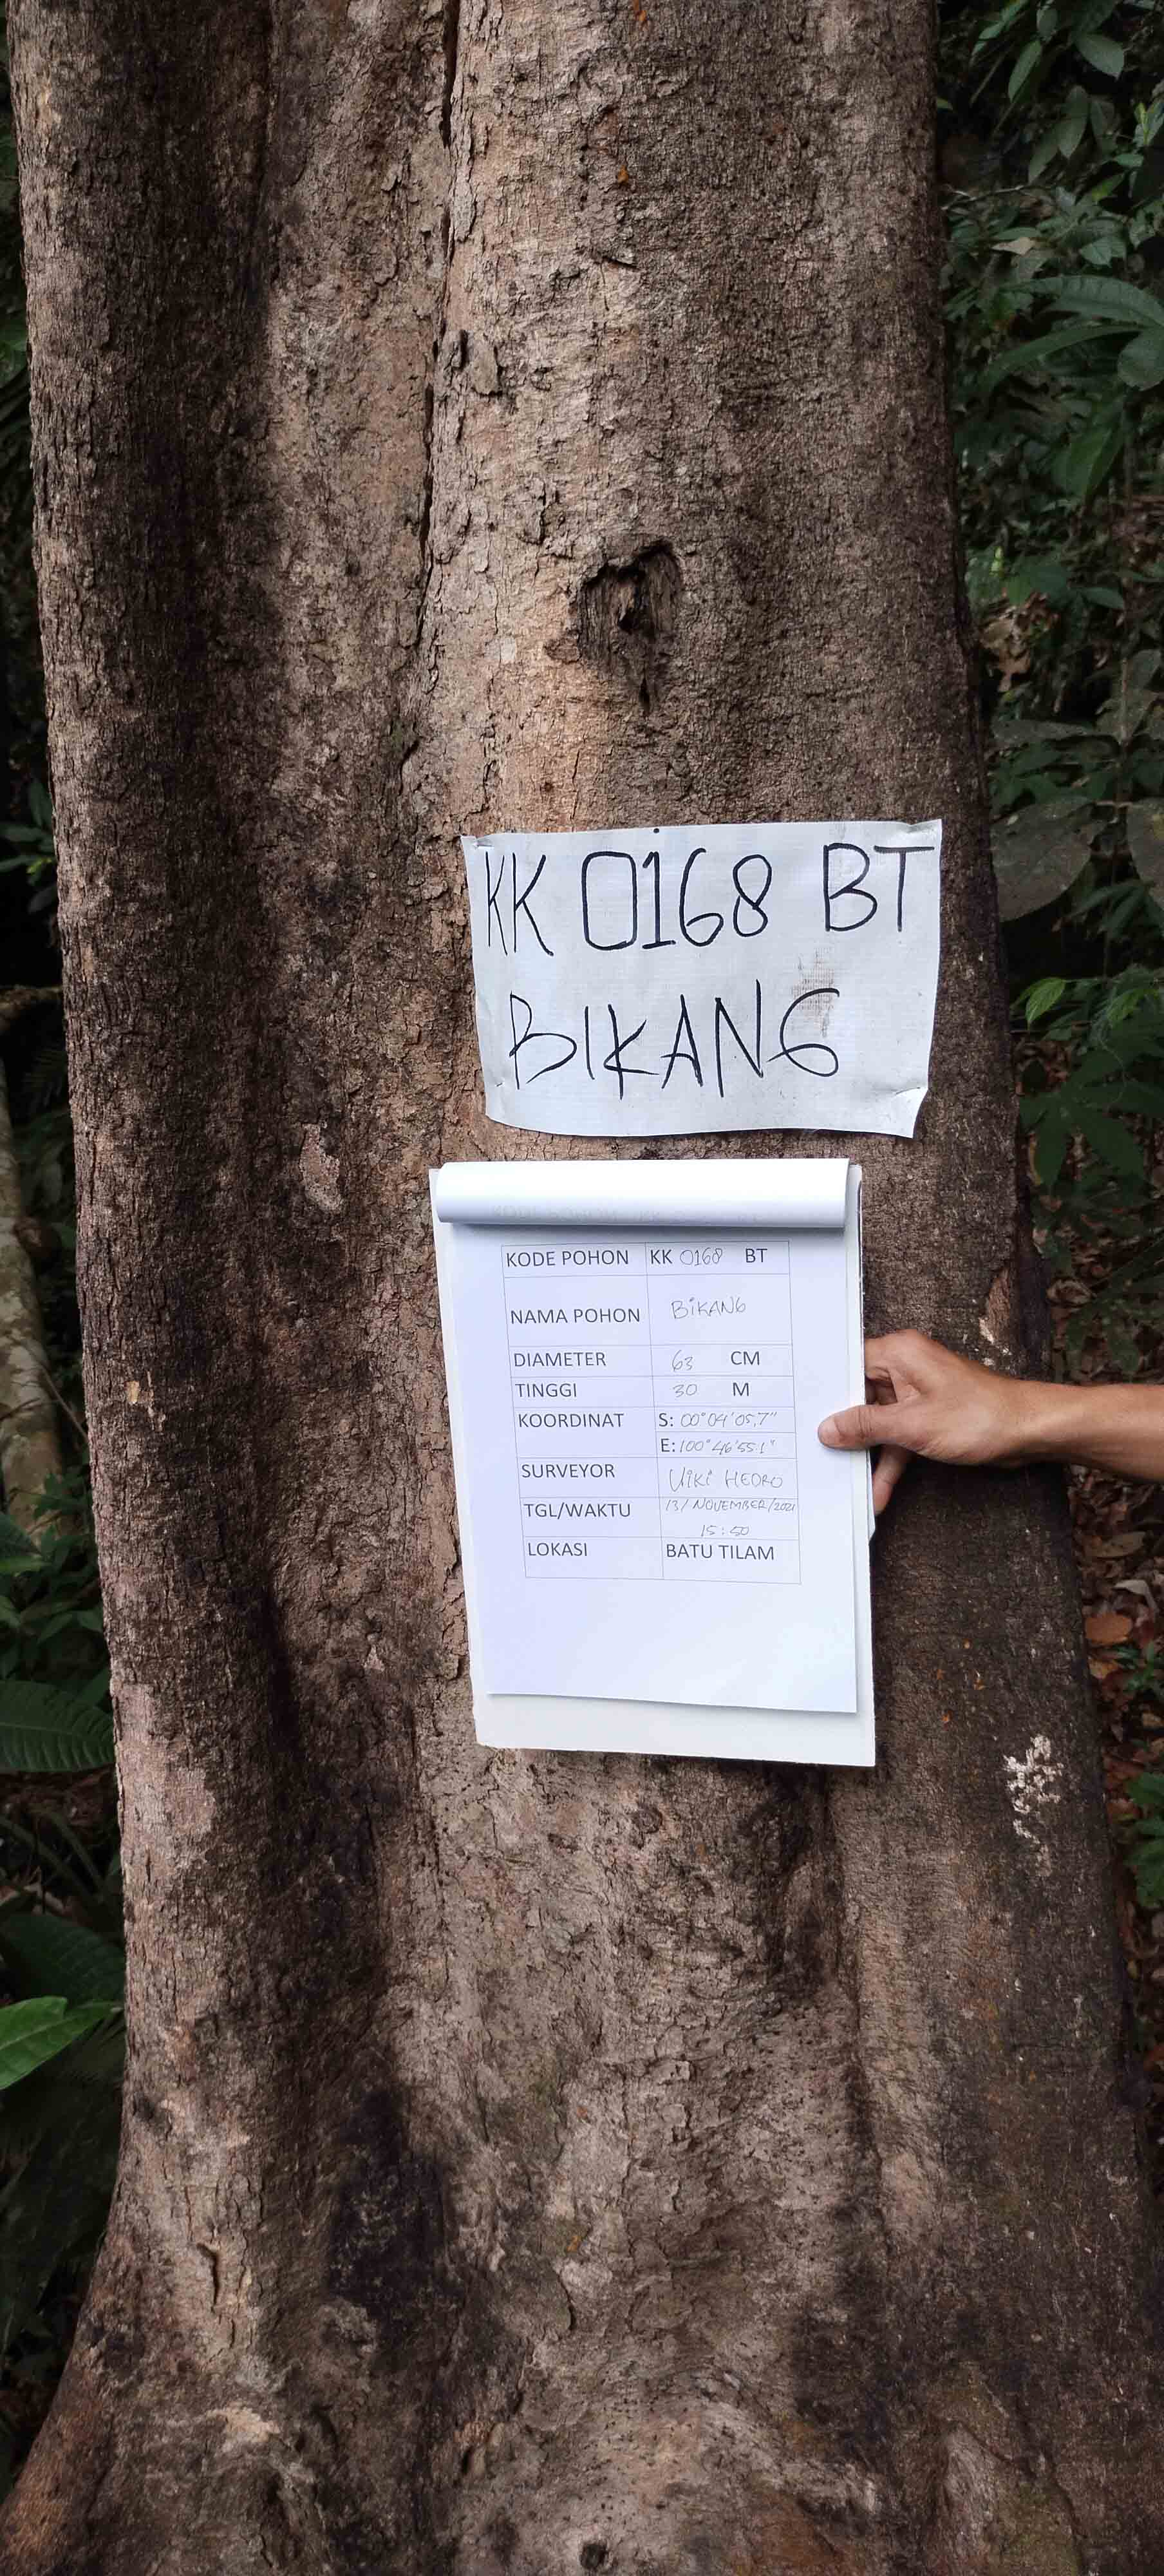 KK 0168 BT
BIKANG
KODE POHON KK 0168 BT
NAMA POHON BIKANG
DIAMETER 63 CM
TINGGI 30 M
KOORDINAT S: 00°04'05,7"
E: 100°46'55.1"
SURVEYOR VIKI HEDRO
TGL/WAKTU 13/NOVEMBER/2021
15:50
LOKASI BATU TILAM